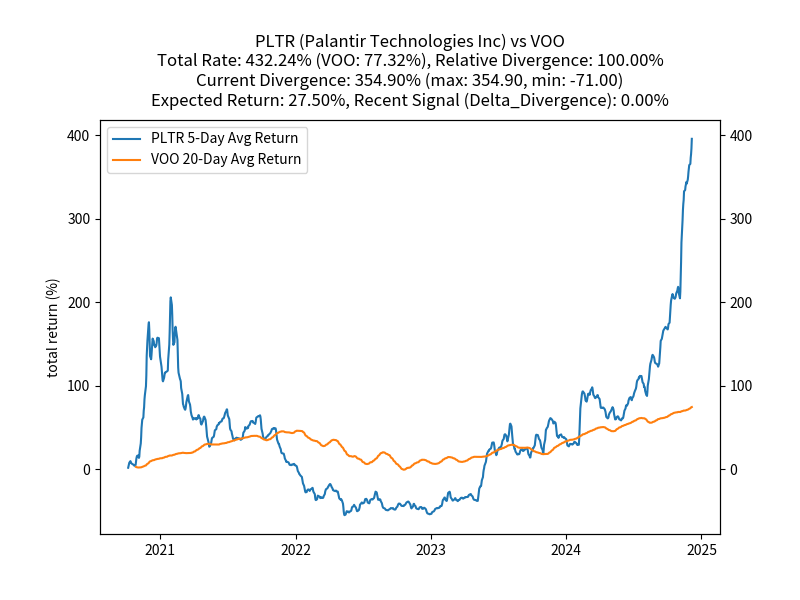 PLTR (Palantir Technologies Inc) vs VOO
Total Rate: 432.24% (VOO: 77.32%), Relative Divergence: 100.00%
Current Divergence: 354.90% (max: 354.90, min: -71.00)
Expected Return: 27.50%, Recent Signal (Delta_Divergence): 0.00%
PLTR 5-Day Avg Return
VOO 20-Day Avg Return
total return (%)
400
300
200
100
0
400
300
200
100
0
2021
2022
2023
2024
2025